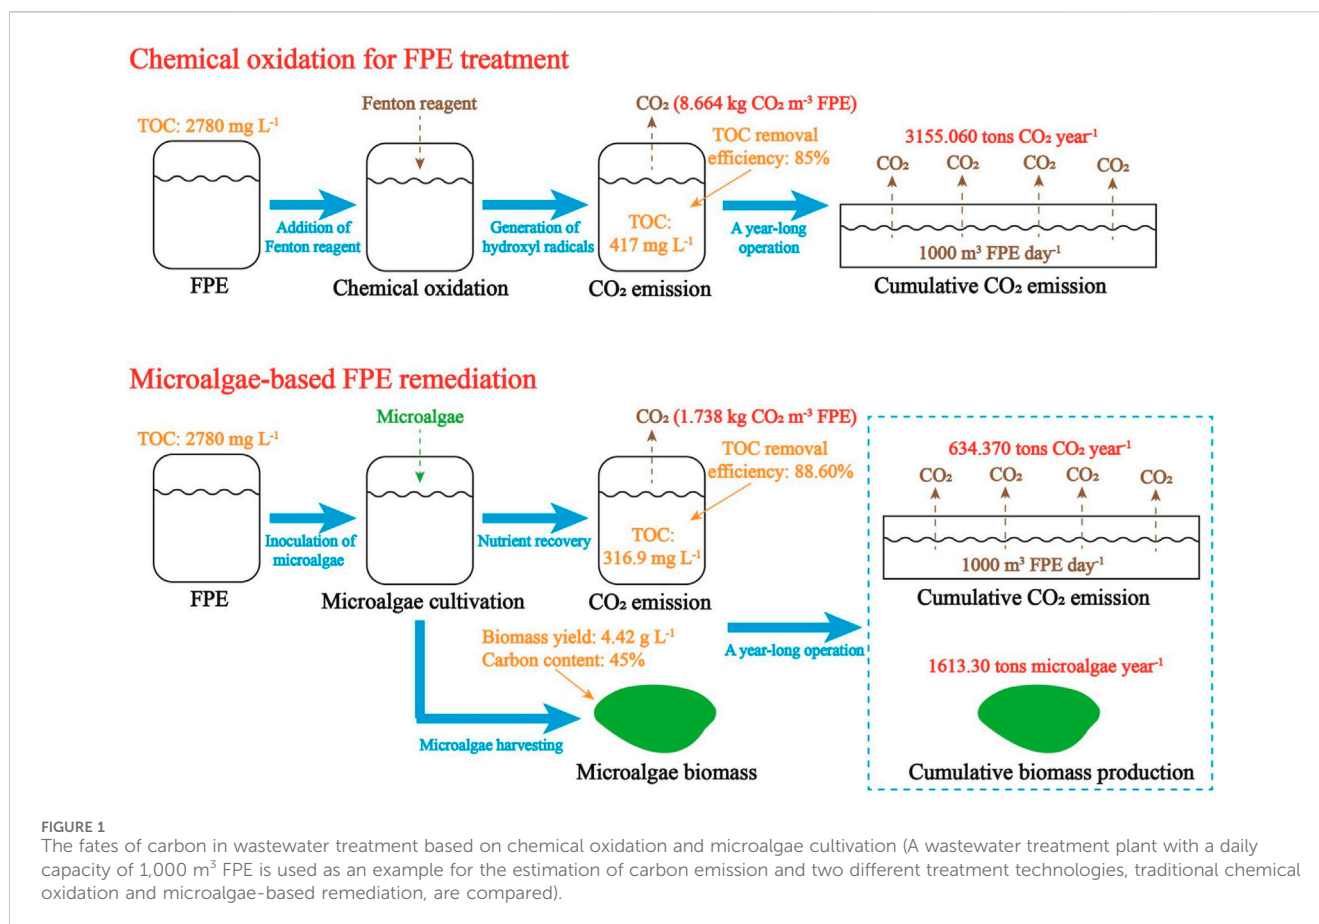 Chemical oxidation for FPE treatment
TOC: 2780 mg L⁻¹
Fenton reagent
CO₂ (8.664 kg CO₂ m⁻³ FPE)
TOC removal
efficiency: 85%
3155.060 tons CO₂ year⁻¹
CO₂ CO₂ CO₂ CO₂
Addition of
Fenton reagent
Generation of
hydroxyl radicals
TOC:
417 mg L⁻¹
A year-long
operation
1000 m³ FPE day⁻¹
FPE
Chemical oxidation
CO₂ emission
Cumulative CO₂ emission
Microalgae-based FPE remediation
TOC: 2780 mg L⁻¹
Microalgae
CO₂ (1.738 kg CO₂ m⁻³ FPE)
TOC removal
efficiency: 88.60%
634.370 tons CO₂ year⁻¹
CO₂ CO₂ CO₂ CO₂
Inoculation of
microalgae
Nutrient recovery
TOC:
316.9 mg L⁻¹
1000 m³ FPE day⁻¹
FPE
Microalgae cultivation
CO₂ emission
Cumulative CO₂ emission
Biomass yield: 4.42 g L⁻¹
Carbon content: 45%
A year-long operation
1613.30 tons microalgae year⁻¹
Microalgae harvesting
Microalgae biomass
Cumulative biomass production
FIGURE 1
The fates of carbon in wastewater treatment based on chemical oxidation and microalgae cultivation (A wastewater treatment plant with a daily
capacity of 1,000 m³ FPE is used as an example for the estimation of carbon emission and two different treatment technologies, traditional chemical
oxidation and microalgae-based remediation, are compared).